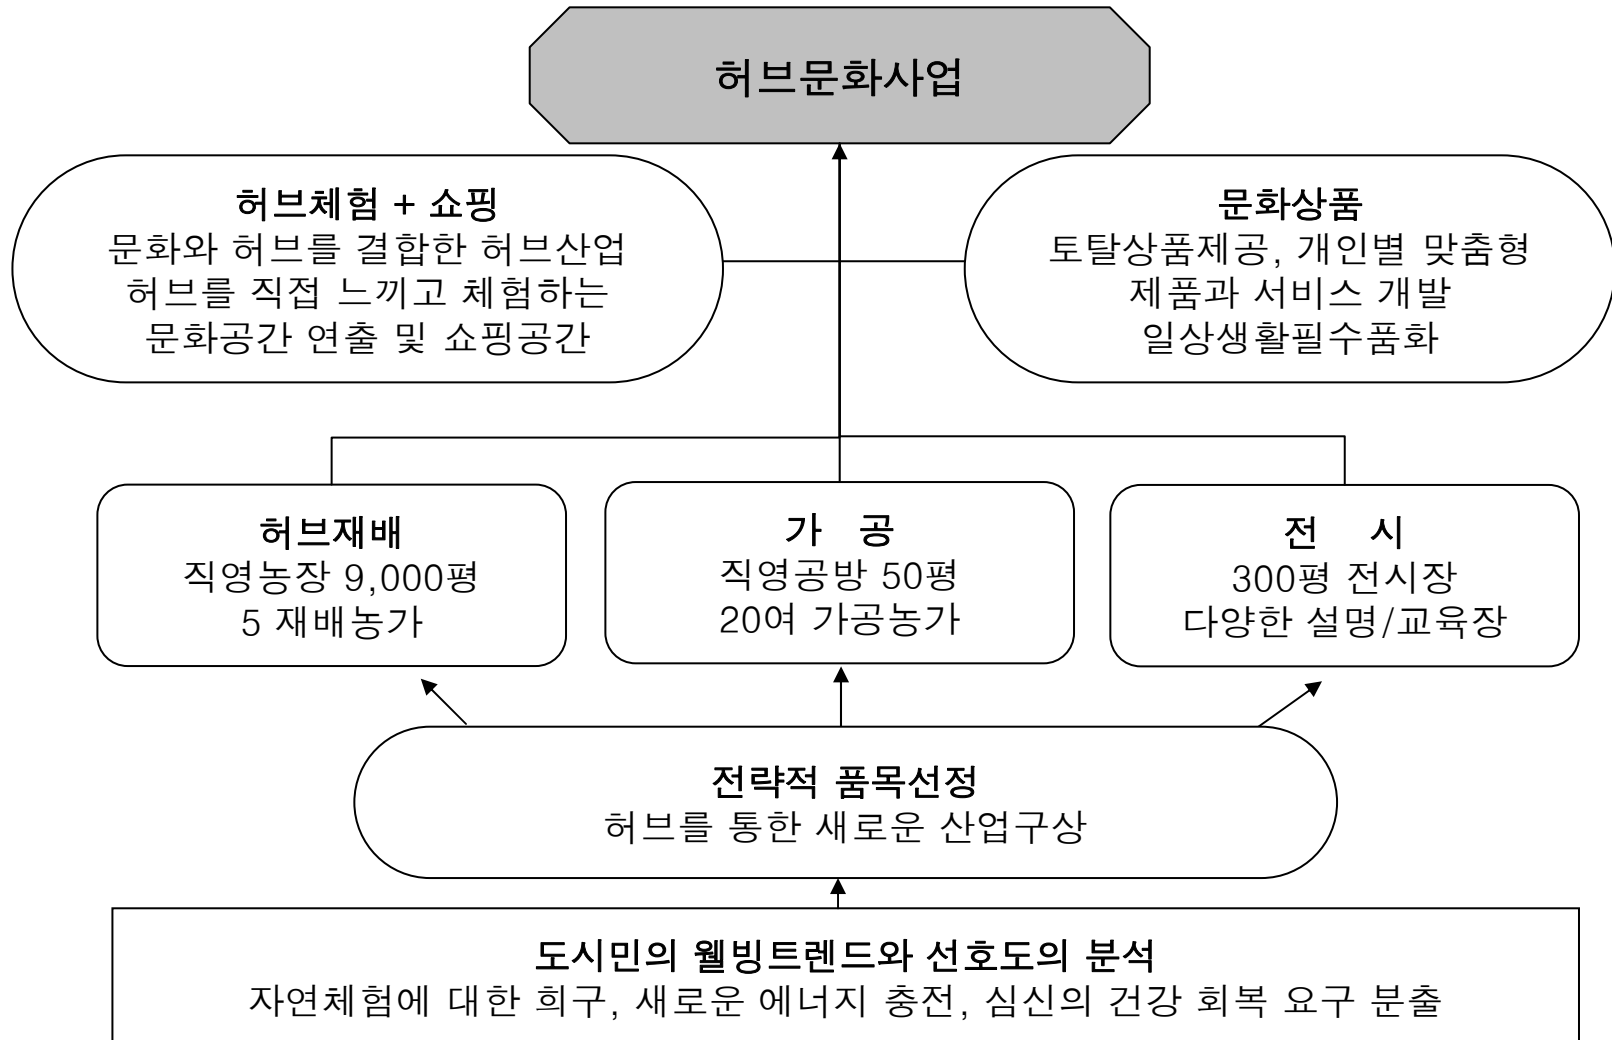 허브문화사업
허브체험 + 쇼핑
문화와 허브를 결합한 허브산업
허브를 직접 느끼고 체험하는
문화공간 연출 및 쇼핑공간
문화상품
토탈상품제공, 개인별 맞춤형
제품과 서비스 개발
일상생활필수품화
허브재배
직영농장 9,000평
5 재배농가
가 공
직영공방 50평
20여 가공농가
전 시
300평 전시장
다양한 설명/교육장
전략적 품목선정
허브를 통한 새로운 산업구상
도시민의 웰빙트렌드와 선호도의 분석
자연체험에 대한 희구, 새로운 에너지 충전, 심신의 건강 회복 요구 분출